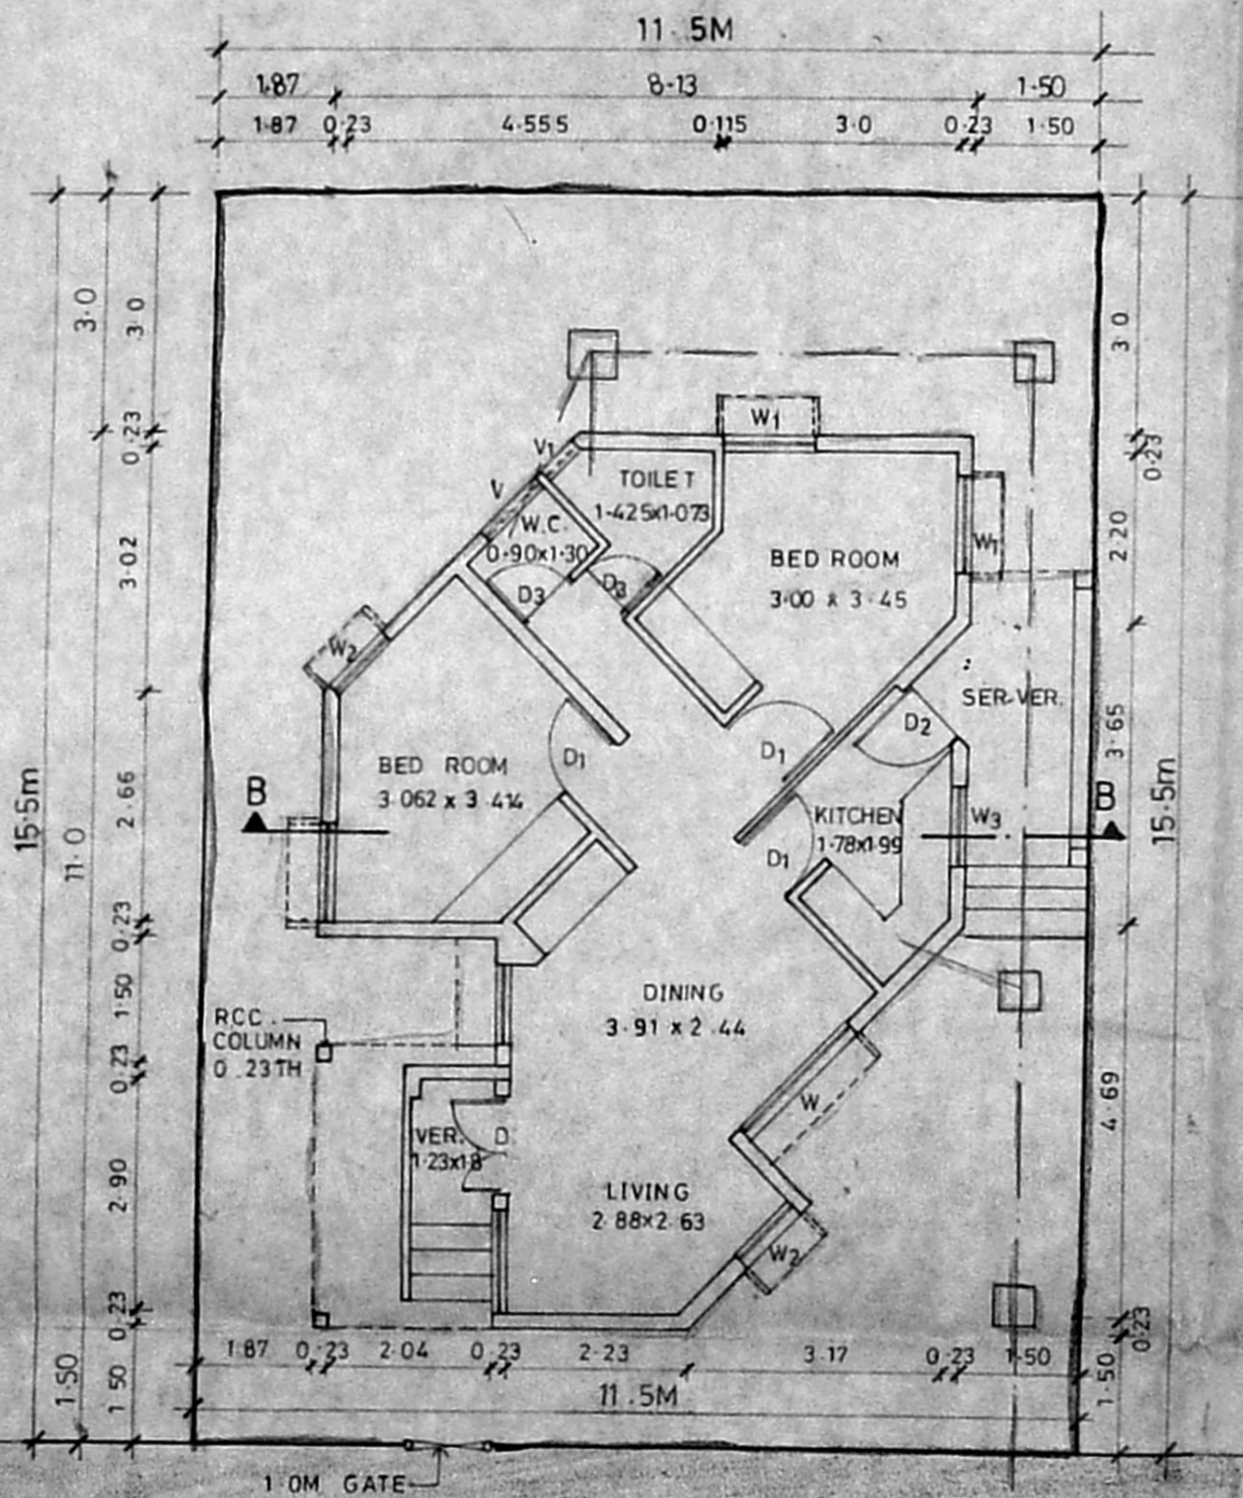 11.5M
1.87 8.13 1.50
1.87 0.23 4.555 0.115 3.0 0.23 1.50
3.0
3.0
3.0
0.23
0.23
W1
V1
V
TOILET
1.425x1.073
W.C.
0.90x1.30
D3
D3
BED ROOM
3.00 x 3.45
W1
2.20
3.02
W2
SER.VER.
D2
3.65
D1
D1
BED ROOM
3.062 x 3.414
B
B
2.66
15.5m
15.5m
11.0
KITCHEN
1.78x1.99
W3
D1
0.23
DINING
3.91 x 2.44
1.50
RCC.
COLUMN
0.23TH
0.23
4.69
W
VER.
1.23x1.8
D
2.90
LIVING
2.88x2.63
W2
0.23
0.23
1.87 0.23 2.04 0.23 2.23 3.17 0.23 1.50
11.5M
1.50
1.50
1.50
1.0M GATE